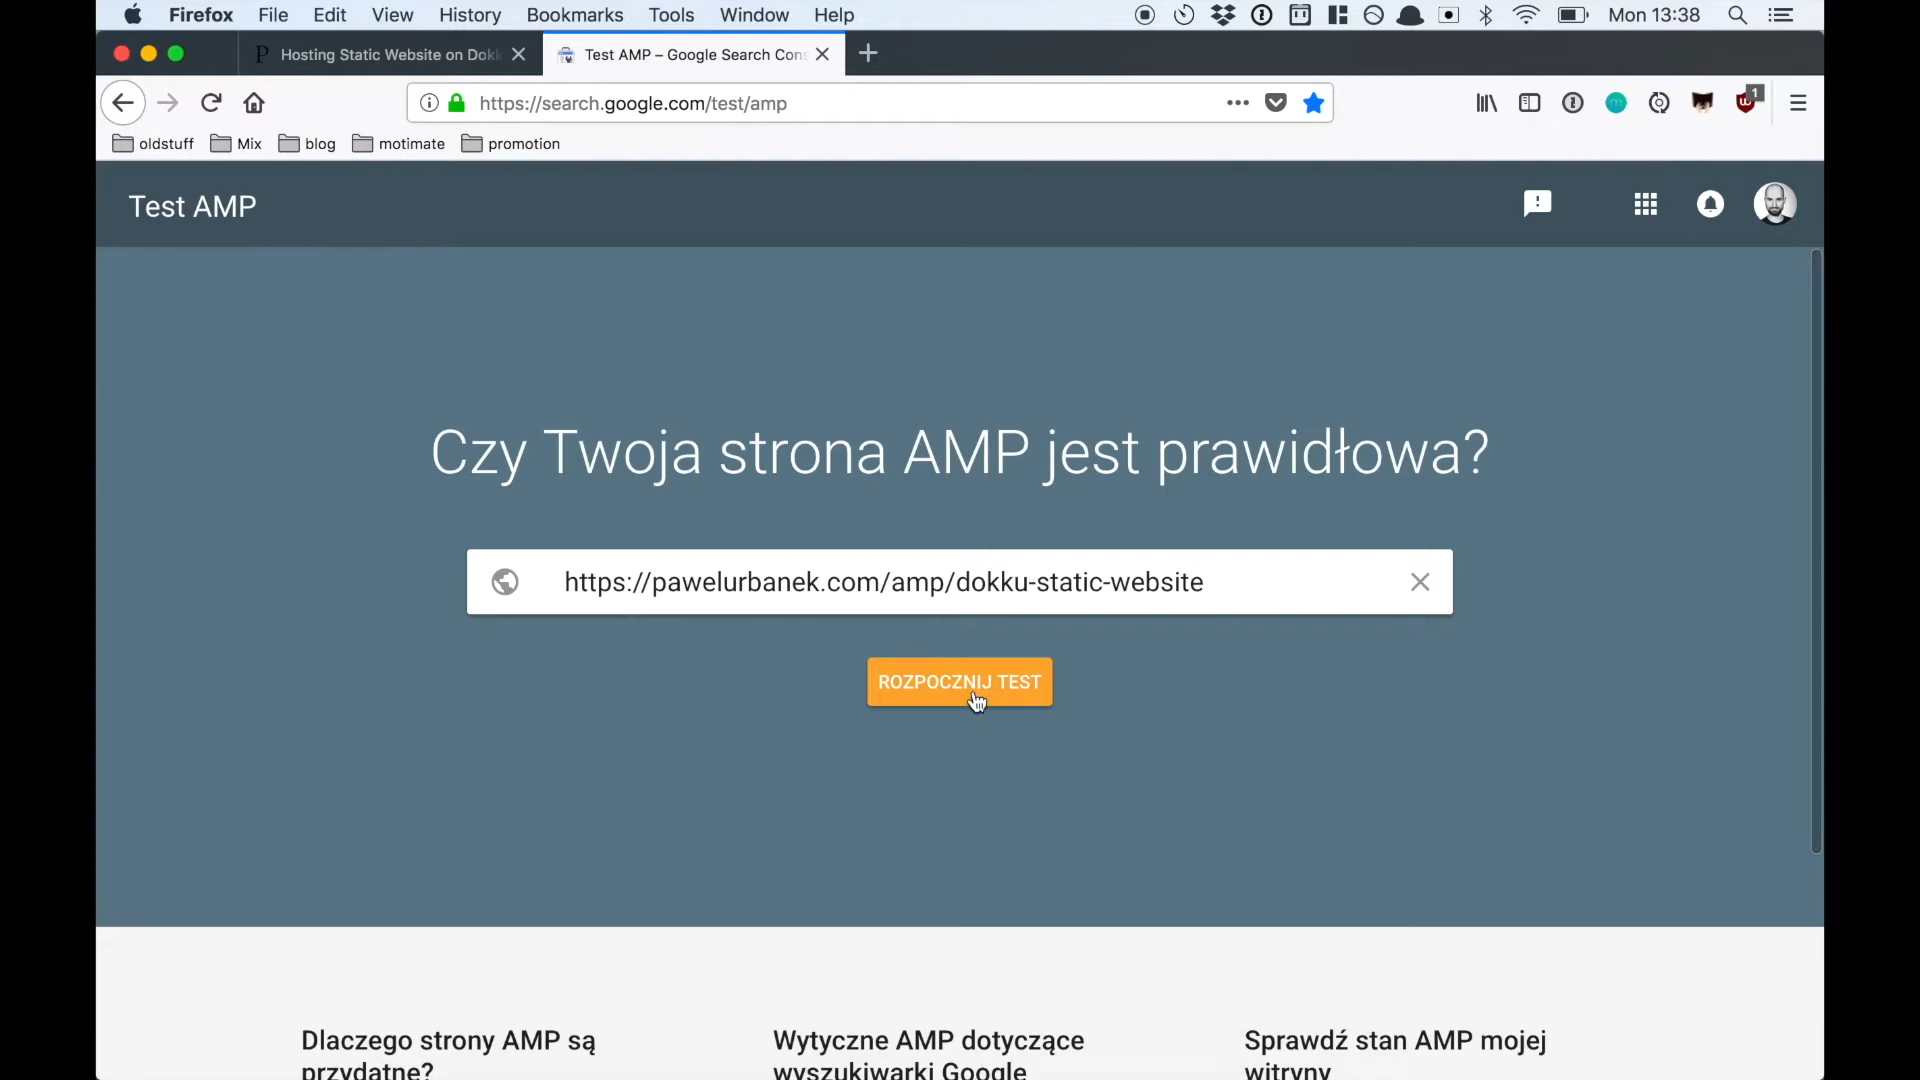 Firefox File Edit View History Bookmarks Tools Window Help Mon 13:38
Hosting Static Website on Dokk Test AMP – Google Search Con
https://search.google.com/test/amp
1
oldstuff Mix blog motimate promotion
Test AMP
Czy Twoja strona AMP jest prawidłowa?
https://pawelurbanek.com/amp/dokku-static-website
ROZPOCZNIJ TEST
Dlaczego strony AMP są
przydatne?
Wytyczne AMP dotyczące
wyszukiwarki Google
Sprawdź stan AMP mojej
witryny